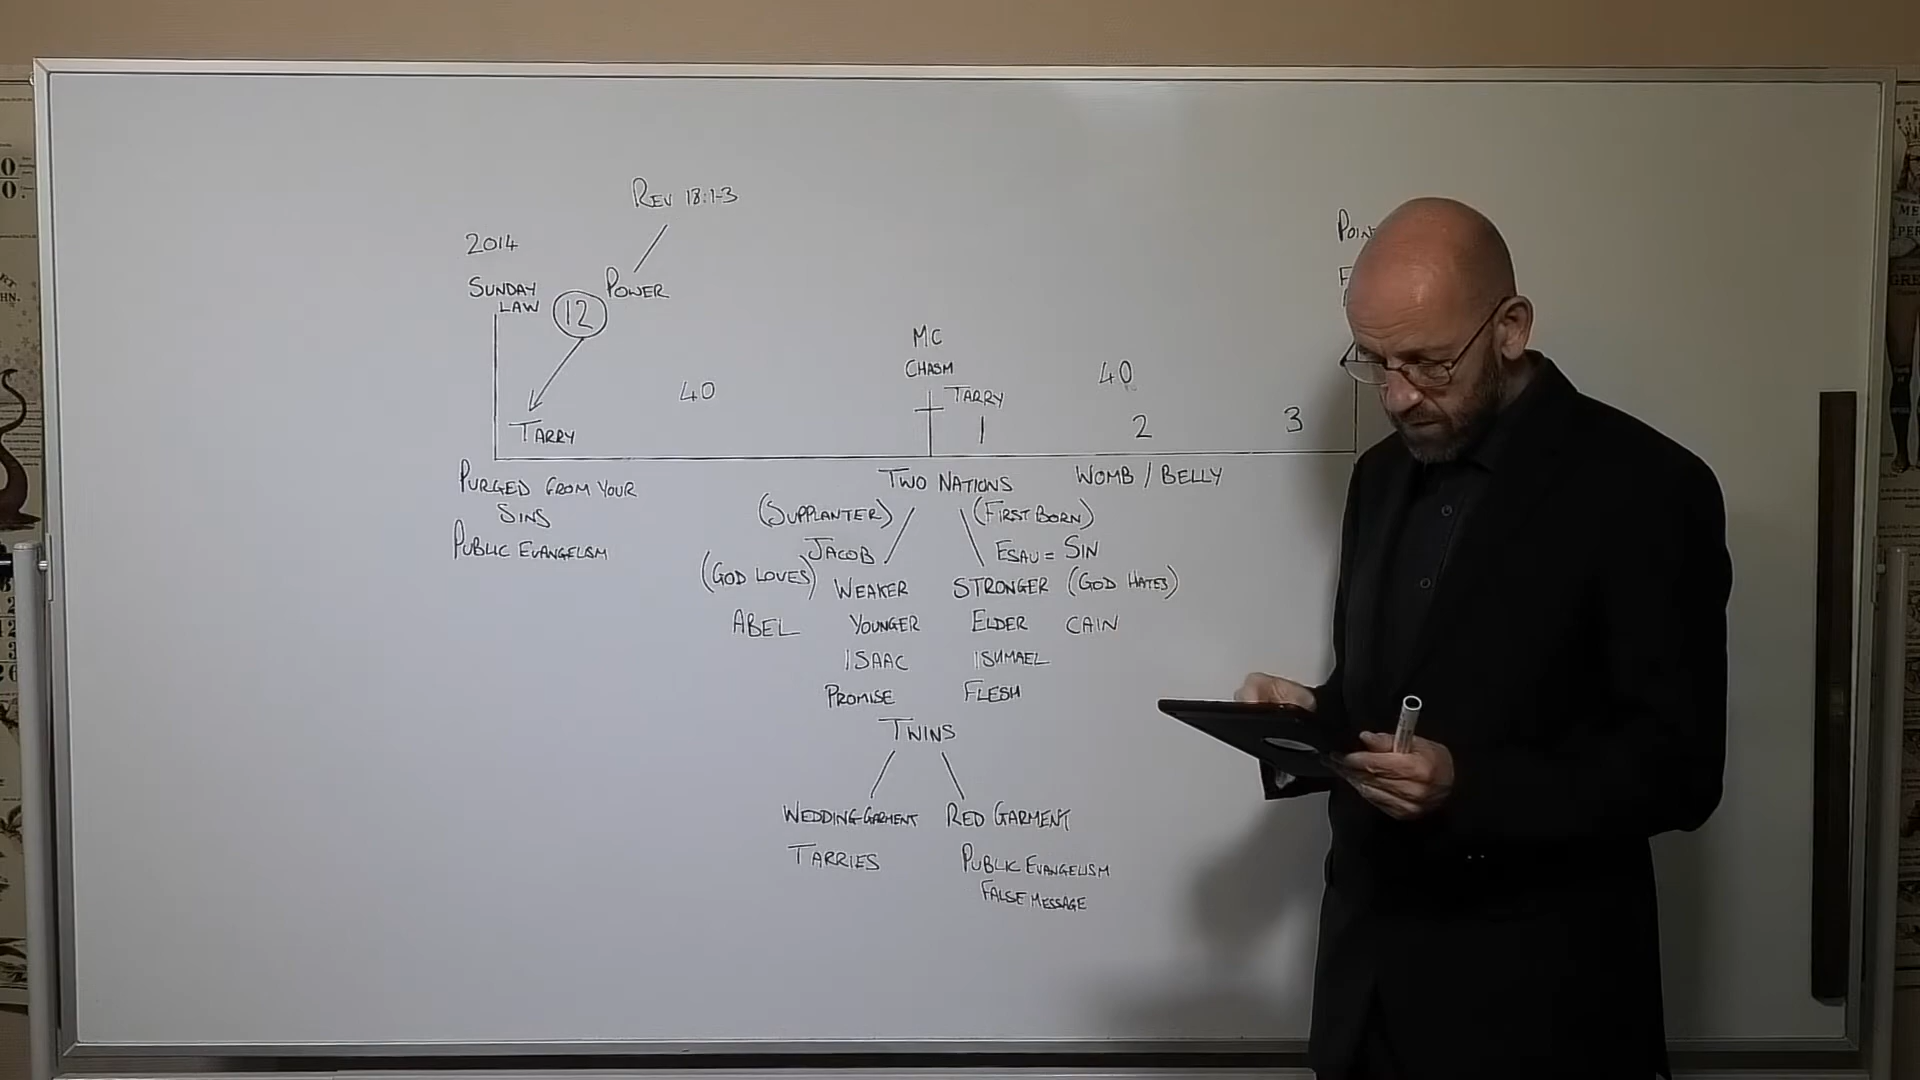 REV 18:1-3
2014
SUNDAY
LAW
12
POWER
MC
CHASM
40
40
TARRY
TARRY
1
2
3
PURGED FROM YOUR
SINS
PUBLIC EVANGELISM
TWO NATIONS
WOMB / BELLY
(SUPPLANTER)
(FIRST BORN)
JACOB
ESAU = SIN
(GOD LOVES)
WEAKER
STRONGER
(GOD HATES)
ABEL
YOUNGER
ELDER
CAIN
ISAAC
ISHMAEL
PROMISE
FLESH
TWINS
WEDDING GARMENT
RED GARMENT
TARRIES
PUBLIC EVANGELISM
FALSE MESSAGE